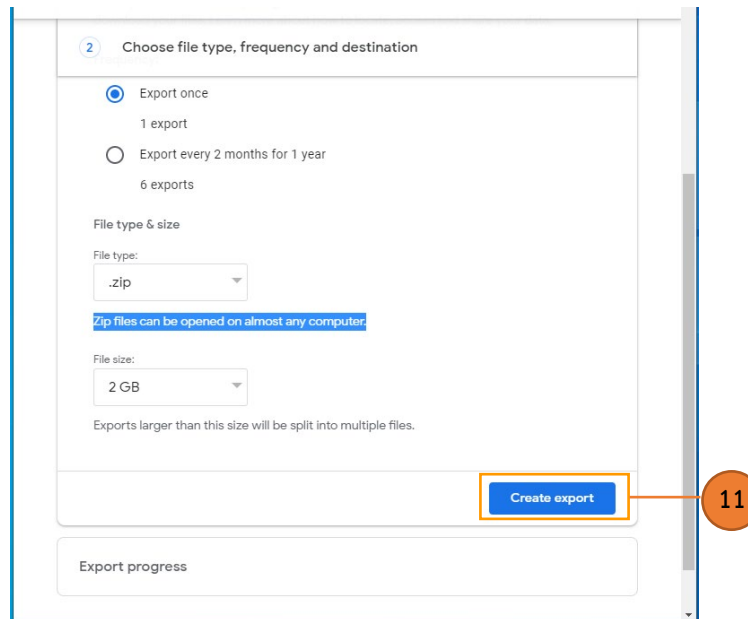 2 Choose file type, frequency and destination
Export once
1 export
Export every 2 months for 1 year
6 exports
File type & size
File type:
.zip
Zip files can be opened on almost any computer.
File size:
2 GB
Exports larger than this size will be split into multiple files.
Create export
11
Export progress